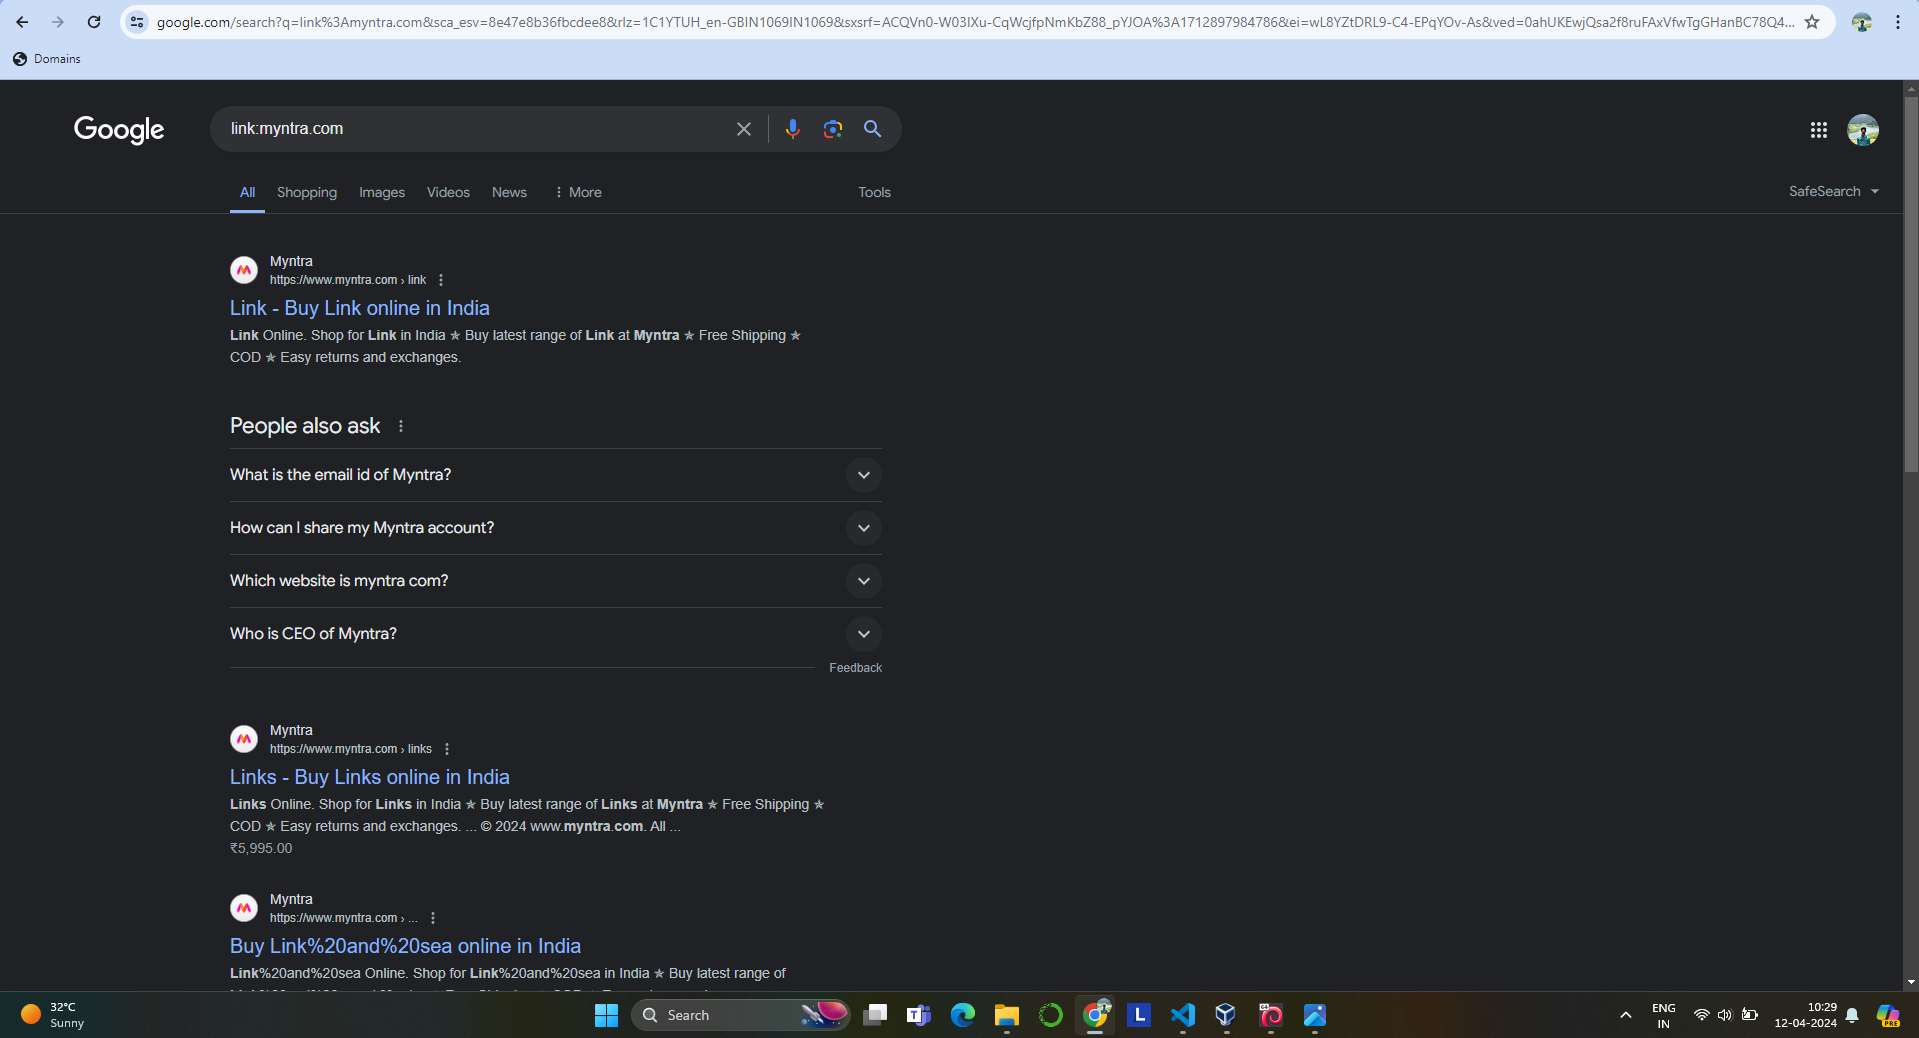 google.com/search?q=link%3Amyntra.com&sca_esv=8e47e8b36fbcdee8&rlz=1C1YTUH_en-GBIN1069IN1069&sxsrf=ACQVn0-W03IXu-CqWcjfpNmKbZ88_pYJOA%3A1712897984786&ei=wL8YZtDRL9-C4-EPqYOv-As&ved=0ahUKEwjQsa2f8ruFAxVfwTgGHanBC78Q4...
Domains
Google
link:myntra.com
All Shopping Images Videos News More Tools SafeSearch
Myntra
https://www.myntra.com › link
Link - Buy Link online in India
Link Online. Shop for Link in India ✯ Buy latest range of Link at Myntra ✯ Free Shipping ✯
COD ✯ Easy returns and exchanges.
People also ask
What is the email id of Myntra?
How can I share my Myntra account?
Which website is myntra com?
Who is CEO of Myntra?
Feedback
Myntra
https://www.myntra.com › links
Links - Buy Links online in India
Links Online. Shop for Links in India ✯ Buy latest range of Links at Myntra ✯ Free Shipping ✯
COD ✯ Easy returns and exchanges. ... © 2024 www.myntra.com. All ...
₹5,995.00
Myntra
https://www.myntra.com › ...
Buy Link%20and%20sea online in India
Link%20and%20sea Online. Shop for Link%20and%20sea in India ✯ Buy latest range of
32°C
Sunny
Search
ENG
IN
10:29
12-04-2024
PRE